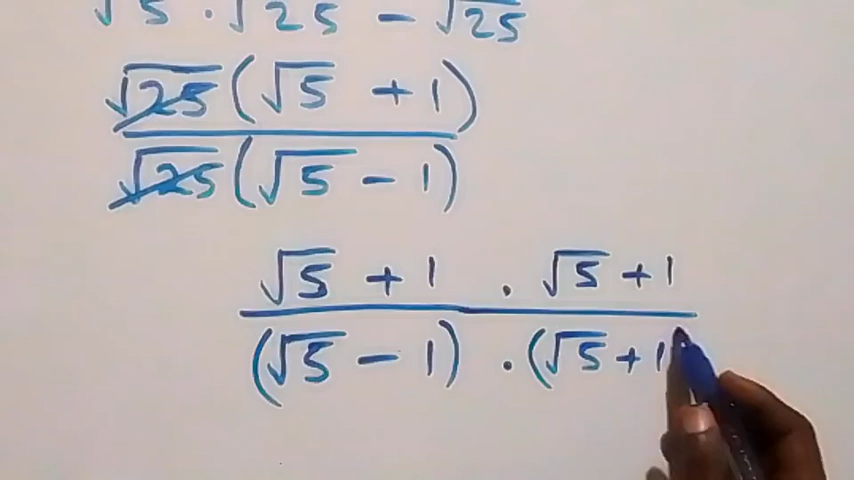 √5 · √25 − √25
√25(√5 + 1)
√25(√5 − 1)
√5 + 1 · √5 + 1
(√5 − 1) · (√5 + 1